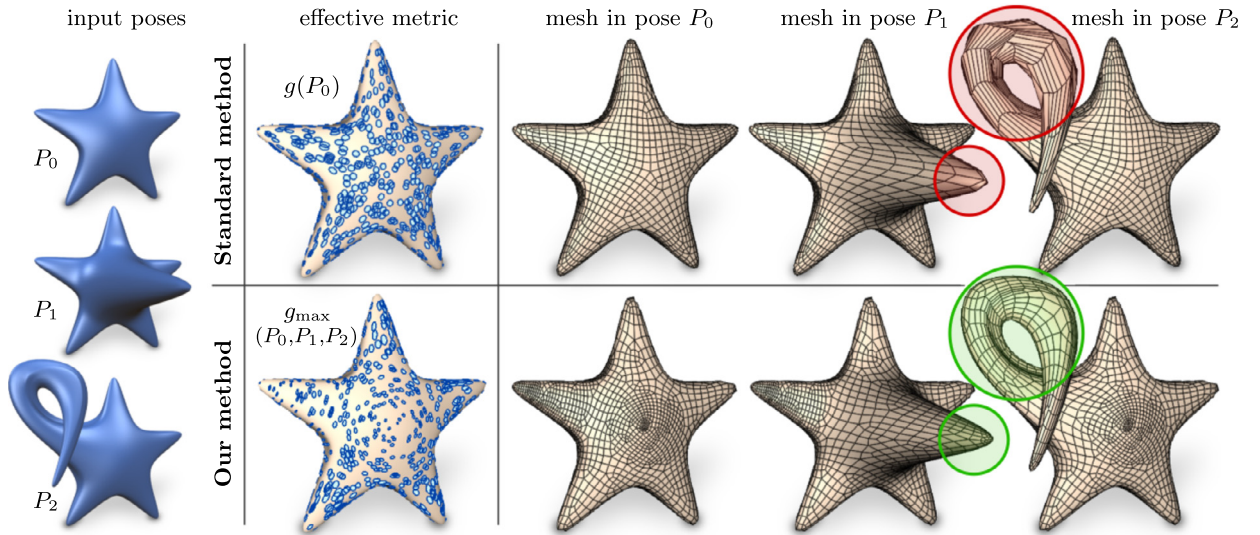 input poses
effective metric
mesh in pose P₀
mesh in pose P₁
mesh in pose P₂
Standard method
g(P₀)
P₀
P₁
P₂
Our method
gmax
(P₀,P₁,P₂)